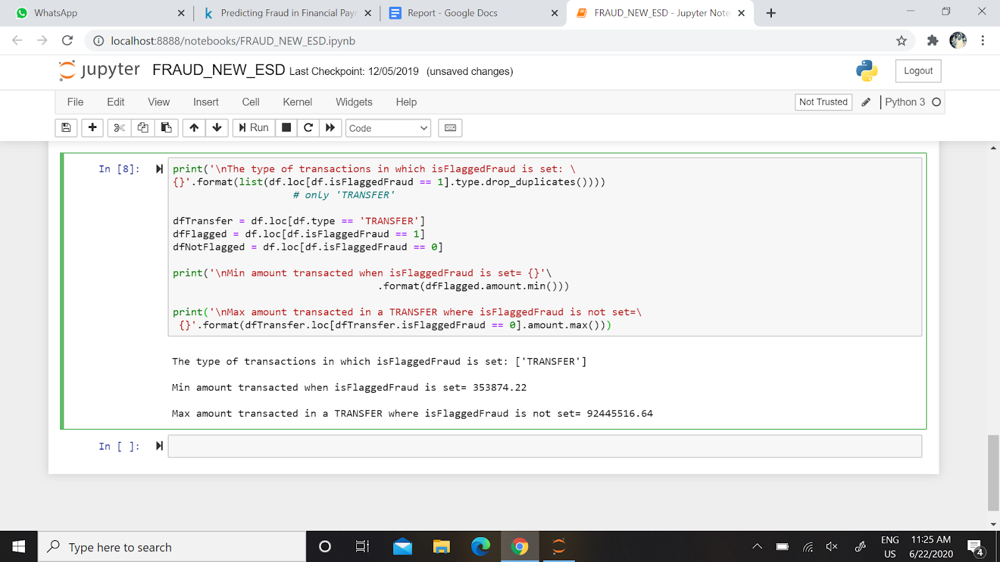 WhatsApp
Predicting Fraud in Financial Payr
Report - Google Docs
FRAUD_NEW_ESD - Jupyter Note
localhost:8888/notebooks/FRAUD_NEW_ESD.ipynb
jupyter FRAUD_NEW_ESD Last Checkpoint: 12/05/2019 (unsaved changes)
Logout
File Edit View Insert Cell Kernel Widgets Help
Not Trusted
Python 3
Run
Code
In [8]:
print('\nThe type of transactions in which isFlaggedFraud is set: \
{}'.format(list(df.loc[df.isFlaggedFraud == 1].type.drop_duplicates())))
# only 'TRANSFER'
dfTransfer = df.loc[df.type == 'TRANSFER']
dfFlagged = df.loc[df.isFlaggedFraud == 1]
dfNotFlagged = df.loc[df.isFlaggedFraud == 0]
print('\nMin amount transacted when isFlaggedFraud is set= {}'\
.format(dfFlagged.amount.min()))
print('\nMax amount transacted in a TRANSFER where isFlaggedFraud is not set=\
{}'.format(dfTransfer.loc[dfTransfer.isFlaggedFraud == 0].amount.max()))
The type of transactions in which isFlaggedFraud is set: ['TRANSFER']
Min amount transacted when isFlaggedFraud is set= 353874.22
Max amount transacted in a TRANSFER where isFlaggedFraud is not set= 92445516.64
In [ ]:
Type here to search
ENG
US
11:25 AM
6/22/2020
4